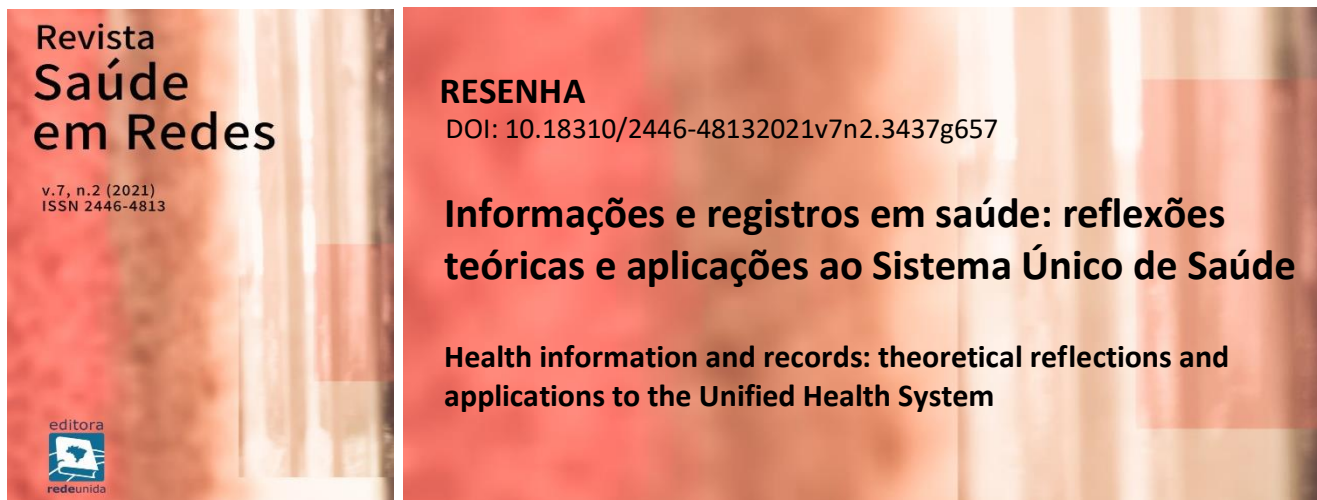 Revista
Saúde
em Redes
v.7, n.2 (2021)
ISSN 2446-4813
editora
redeunida
RESENHA
DOI: 10.18310/2446-48132021v7n2.3437g657
Informações e registros em saúde: reflexões
teóricas e aplicações ao Sistema Único de Saúde
Health information and records: theoretical reflections and
applications to the Unified Health System